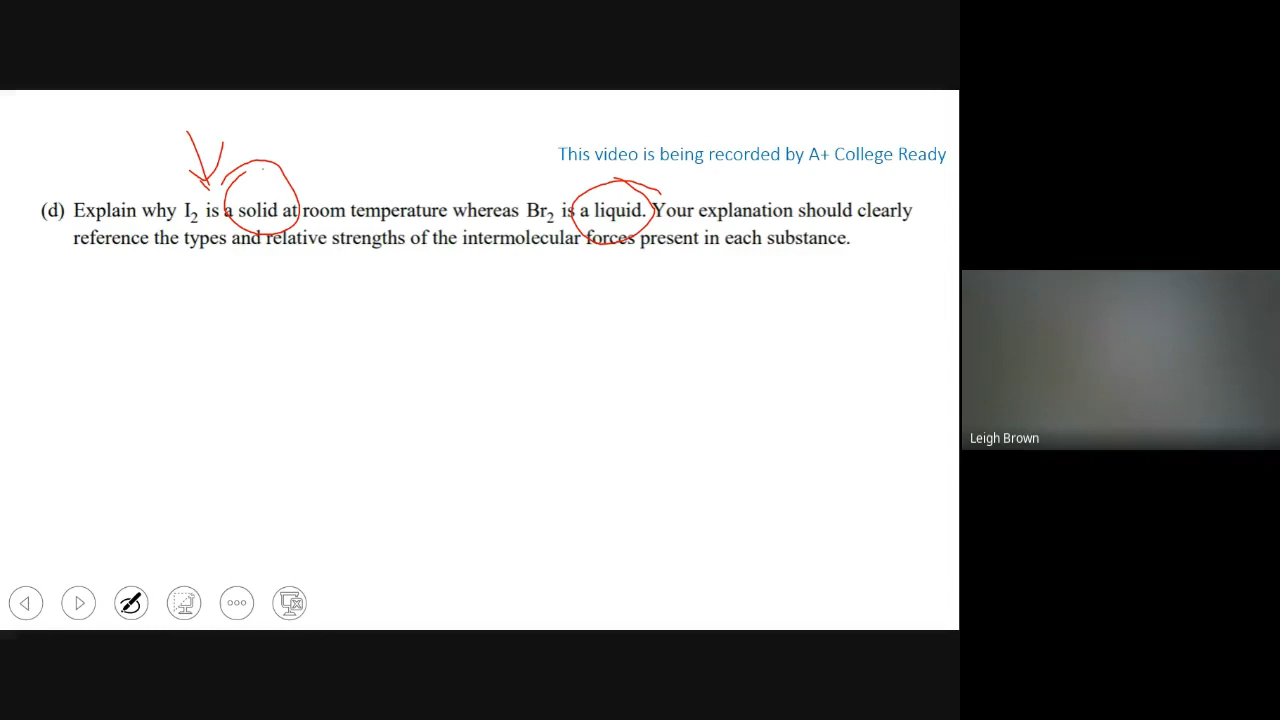 This video is being recorded by A+ College Ready
(d) Explain why I₂ is a solid at room temperature whereas Br₂ is a liquid. Your explanation should clearly
reference the types and relative strengths of the intermolecular forces present in each substance.
Leigh Brown